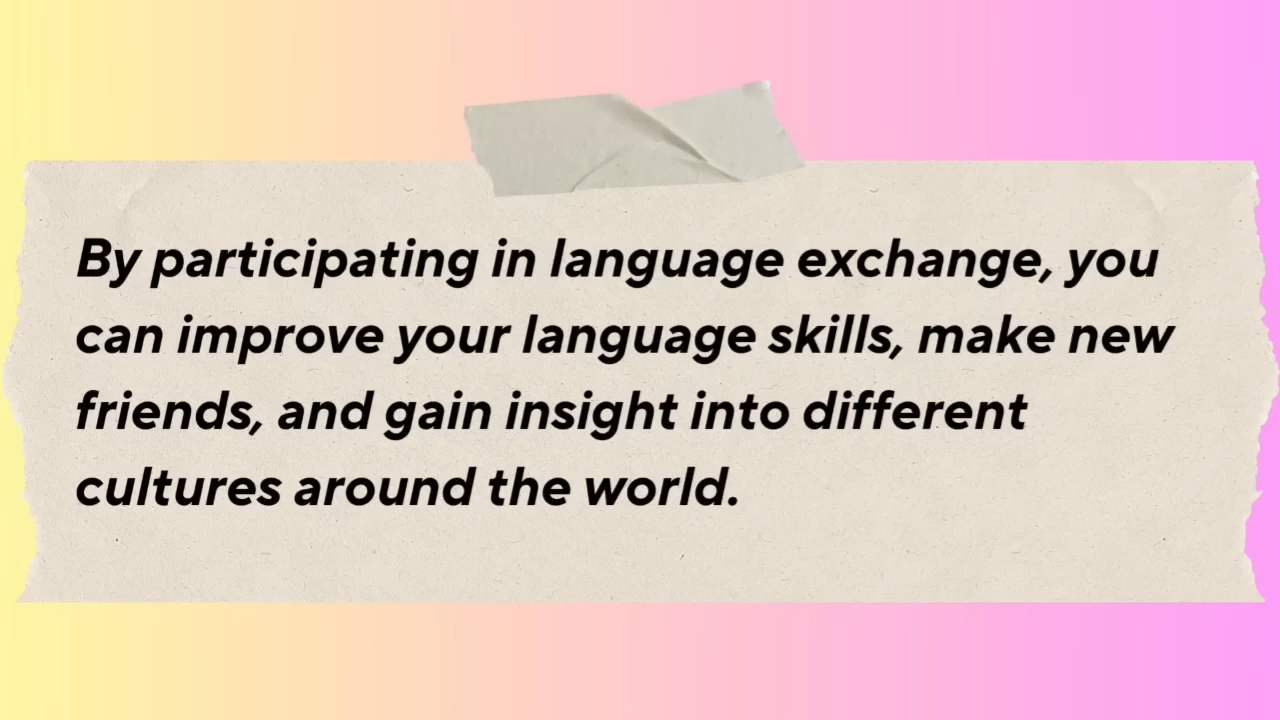 By participating in language exchange, you
can improve your language skills, make new
friends, and gain insight into different
cultures around the world.